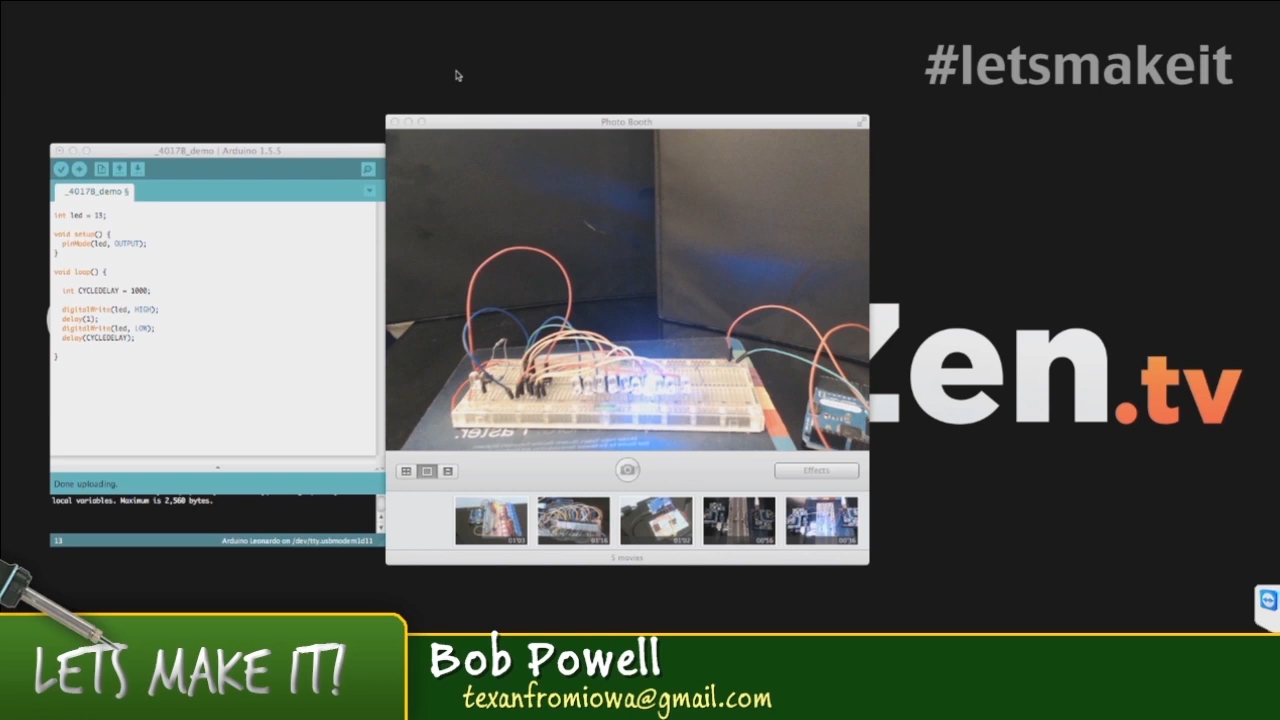 #letsmakeit
Photo Booth
_4017B_demo | Arduino 1.5.5
_4017B_demo §
int led = 13;
void setup() {
pinMode(led, OUTPUT);
}
void loop() {
int CYCLEDELAY = 1000;
digitalWrite(led, HIGH);
delay(1);
digitalWrite(led, LOW);
delay(CYCLEDELAY);
}
Zen.tv
Effects
Done uploading.
local variables. Maximum is 2,560 bytes.
13
Arduino Leonardo on /dev/tty.usbmodem1d11
5 movies
LETS MAKE IT!
Bob Powell
texanfromiowa@gmail.com